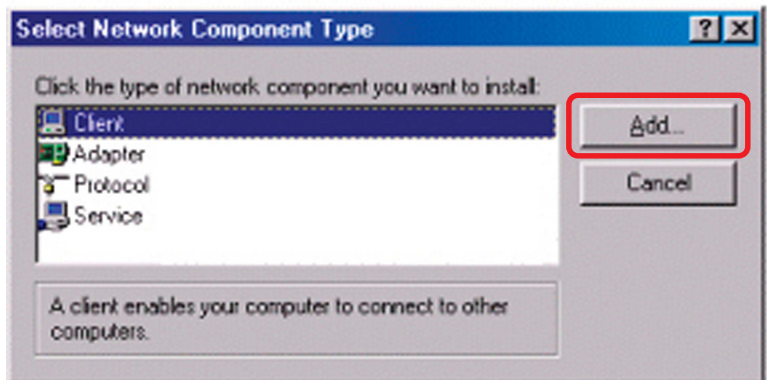 Select Network Component Type
?
Click the type of network component you want to install:
Client
Adapter
Protocol
Service
Add...
Cancel
A client enables your computer to connect to other
computers.